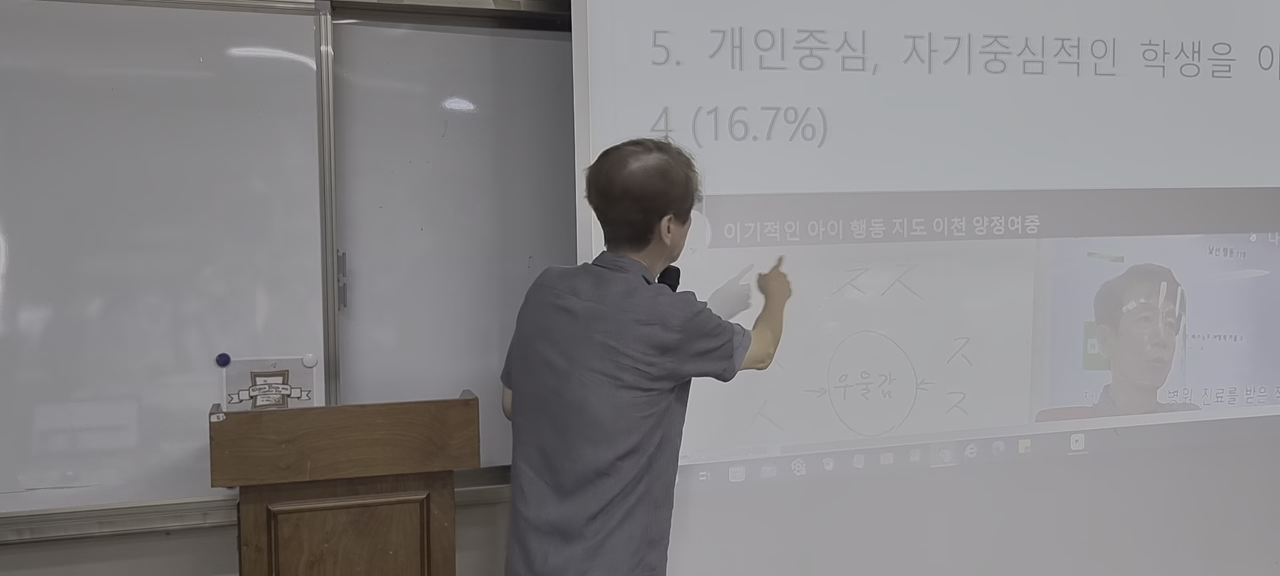 5. 개인중심, 자기중심적인 학생을 이
4 (16.7%)
이기적인 아이 행동 지도 이천 양정여중
ㅈㅅ
우울감
ㅈ
ㅅ
ㅈ
병원 진료를 받은